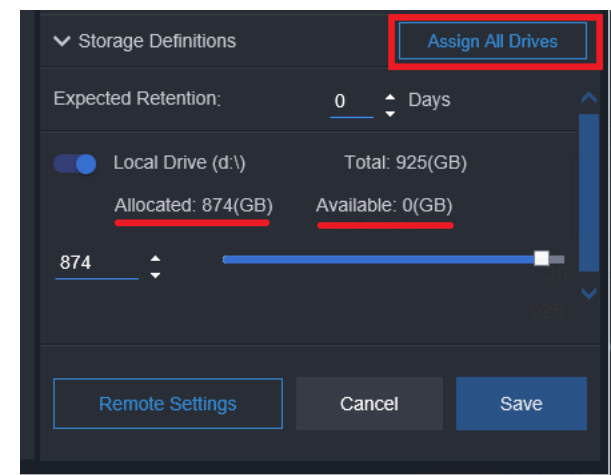 Storage Definitions
Assign All Drives
Expected Retention:
0
Days
Local Drive (d:\)
Total: 925(GB)
Allocated: 874(GB)
Available: 0(GB)
874
925
Remote Settings
Cancel
Save